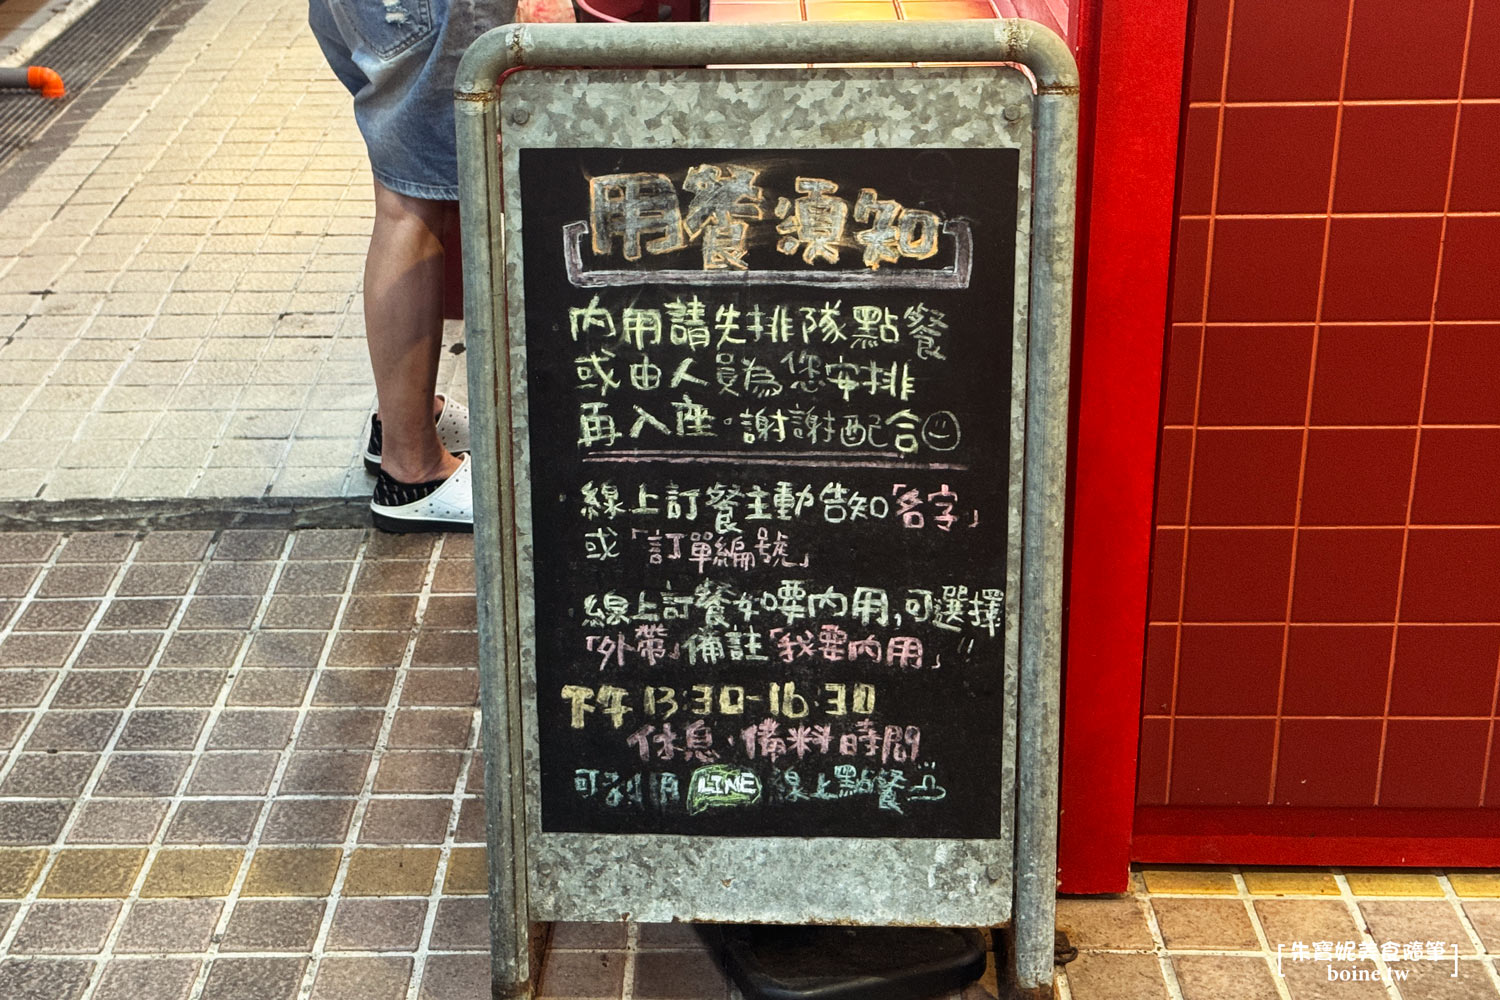 用餐須知
內用請先排隊點餐
或由人員為您安排
再入座。謝謝配合
線上訂餐主動告知「名字」
或「訂單編號」
線上訂餐如要內用,可選擇
「外帶」備註「我要內用」!!
下午 13:30-16:30
休息、備料時間
可利用 LINE 線上點餐
[朱寶妮美食隨筆]
boine.tw